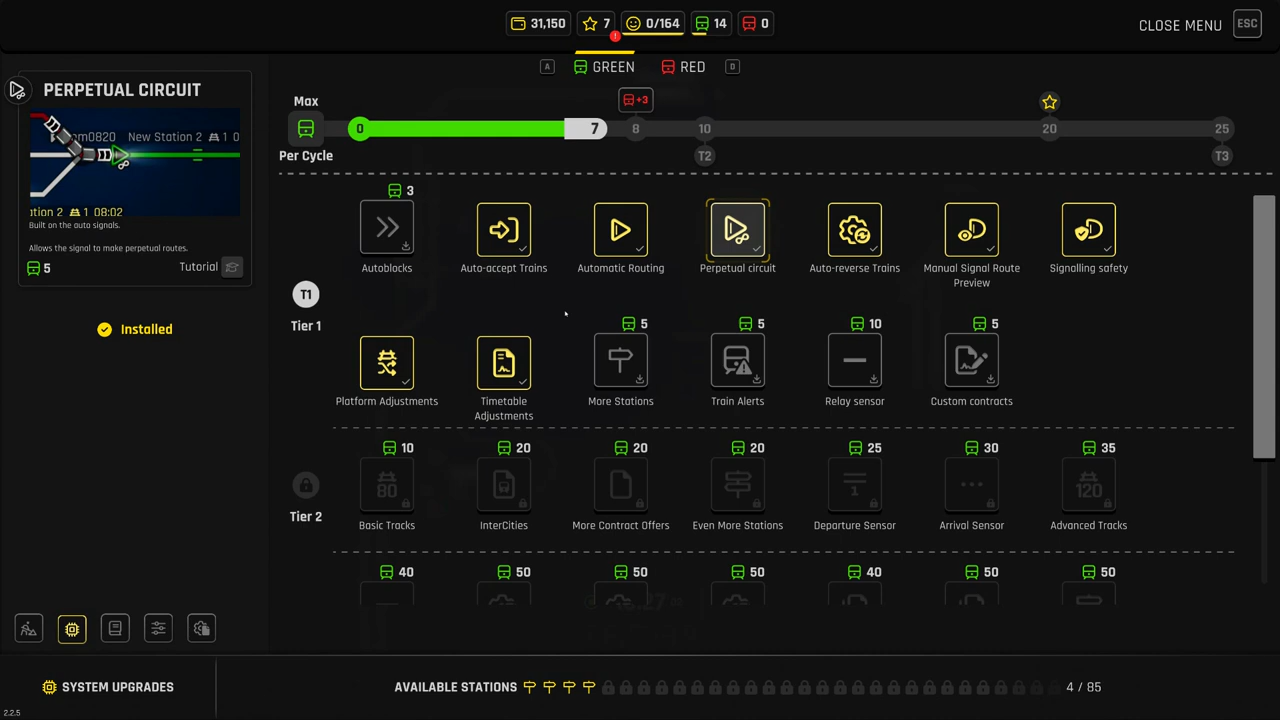 31,150 7 0/164 14 0
!
CLOSE MENU ESC
A GREEN RED D
PERPETUAL CIRCUIT
New Station 2 1 0
1 08:02
Built on the auto signals.
Allows the signal to make perpetual routes.
5 Tutorial
Installed
Max
Per Cycle
+3
0 7 8 10 20 25
T2 T3
3
Autoblocks Auto-accept Trains Automatic Routing Perpetual circuit Auto-reverse Trains Manual Signal Route Preview Signalling safety
T1
Tier 1
5 5 10 5
Platform Adjustments Timetable Adjustments More Stations Train Alerts Relay sensor Custom contracts
10 20 20 20 25 30 35
80 1 120
Tier 2
Basic Tracks InterCities More Contract Offers Even More Stations Departure Sensor Arrival Sensor Advanced Tracks
40 50 50 50 40 50 50
SYSTEM UPGRADES
AVAILABLE STATIONS 4 / 85
2.2.5